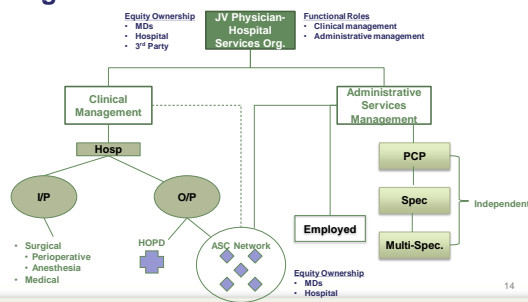 Equity Ownership
• MDs
• Hospital
• 3rd Party
JV Physician-
Hospital
Services Org.
Functional Roles
• Clinical management
• Administrative management
Clinical
Management
Administrative
Services
Management
Hosp
I/P
O/P
• Surgical
• Perioperative
• Anesthesia
• Medical
HOPD
ASC Network
Employed
PCP
Spec
Multi-Spec.
Independent
Equity Ownership
• MDs
• Hospital
14